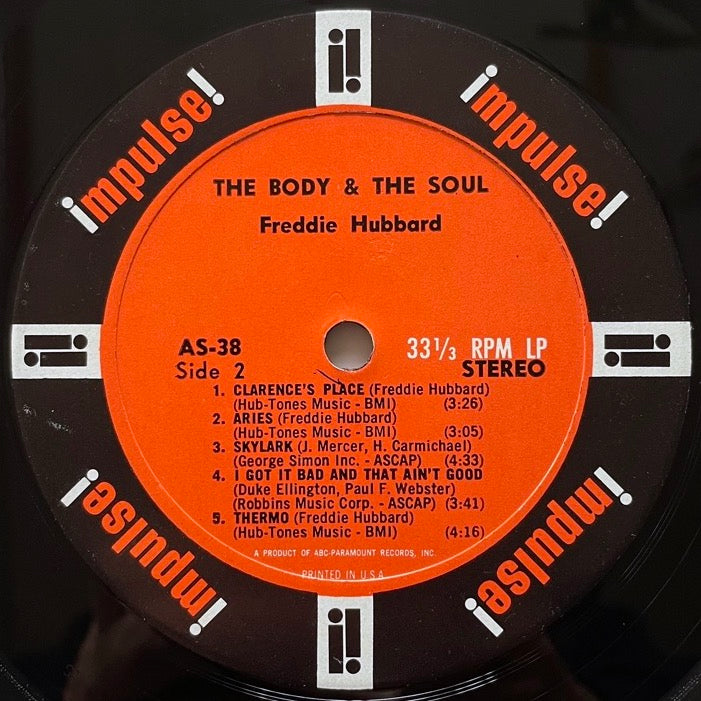 impulse!
impulse!
THE BODY & THE SOUL
Freddie Hubbard
AS-38
Side 2
33 1/3 RPM LP
STEREO
1. CLARENCE'S PLACE (Freddie Hubbard)
(Hub-Tones Music - BMI) (3:26)
2. ARIES (Freddie Hubbard)
(Hub-Tones Music - BMI) (3:05)
3. SKYLARK (J. Mercer, H. Carmichael)
(George Simon Inc. - ASCAP) (4:33)
4. I GOT IT BAD AND THAT AIN'T GOOD
(Duke Ellington, Paul F. Webster)
(Robbins Music Corp. - ASCAP) (3:41)
5. THERMO (Freddie Hubbard)
(Hub-Tones Music - BMI) (4:16)
A PRODUCT OF ABC-PARAMOUNT RECORDS, INC.
PRINTED IN U.S.A.
impulse!
impulse!